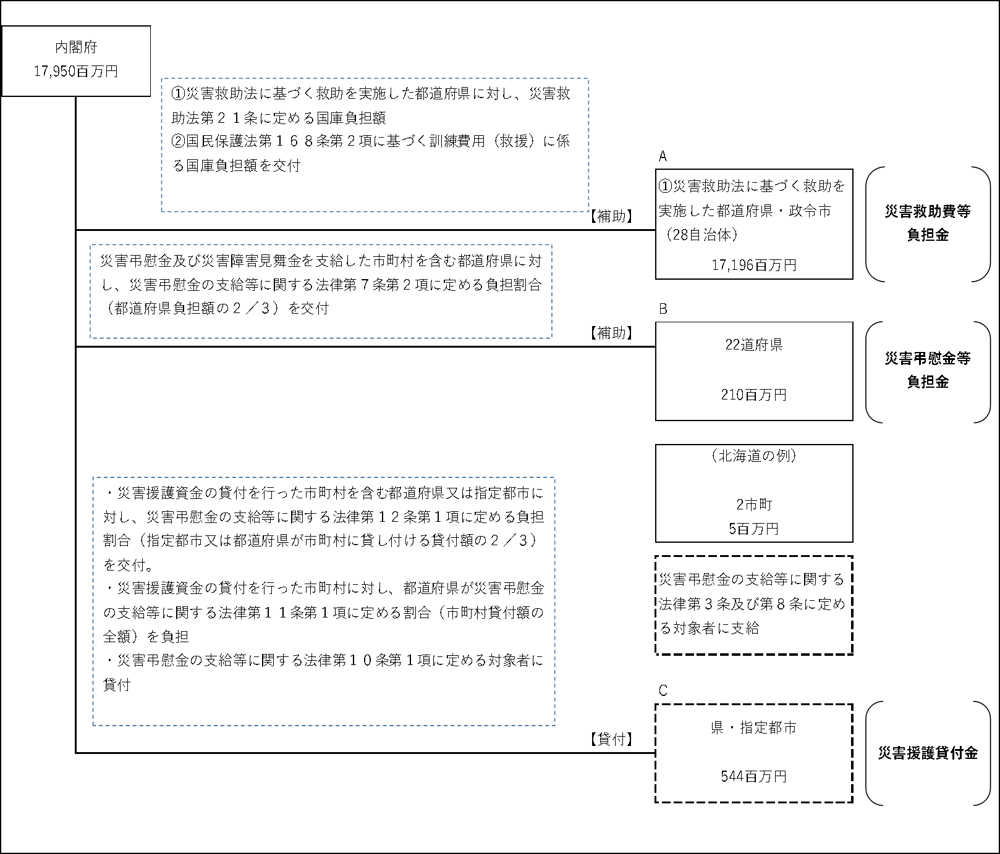 内閣府
17,950百万円
①災害救助法に基づく救助を実施した都道府県に対し、災害救
助法第２１条に定める国庫負担額
②国民保護法第１６８条第２項に基づく訓練費用（救援）に係
る国庫負担額を交付
【補助】
A
①災害救助法に基づく救助を
実施した都道府県・政令市
（28自治体）
17,196百万円
災害救助費等
負担金
災害弔慰金及び災害障害見舞金を支給した市町村を含む都道府県に対
し、災害弔慰金の支給等に関する法律第７条第２項に定める負担割合
（都道府県負担額の２／３）を交付
【補助】
B
22道府県
210百万円
災害弔慰金等
負担金
（北海道の例）
2市町
5百万円
災害弔慰金の支給等に関する
法律第３条及び第８条に定め
る対象者に支給
・災害援護資金の貸付を行った市町村を含む都道府県又は指定都市に
対し、災害弔慰金の支給等に関する法律第１２条第１項に定める負担
割合（指定都市又は都道府県が市町村に貸し付ける貸付額の２／３）
を交付。
・災害援護資金の貸付を行った市町村に対し、都道府県が災害弔慰金
の支給等に関する法律第１１条第１項に定める割合（市町村貸付額の
全額）を負担
・災害弔慰金の支給等に関する法律第１０条第１項に定める対象者に
貸付
【貸付】
C
県・指定都市
544百万円
災害援護貸付金